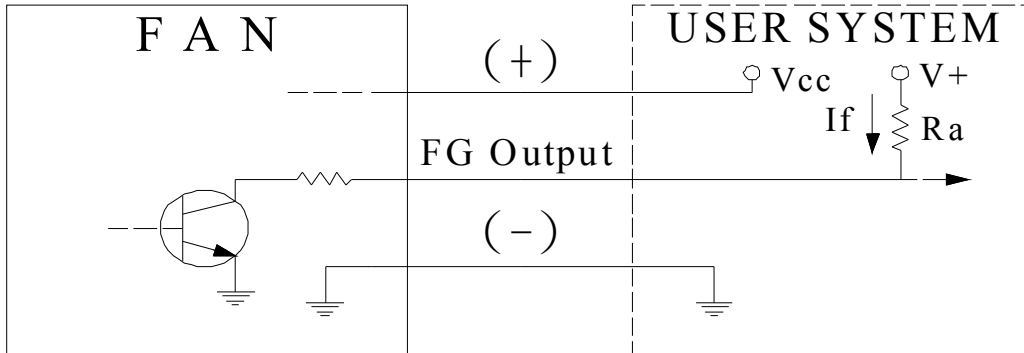 F A N
USER SYSTEM
(+)
Vcc
V+
If
Ra
FG Output
(-)